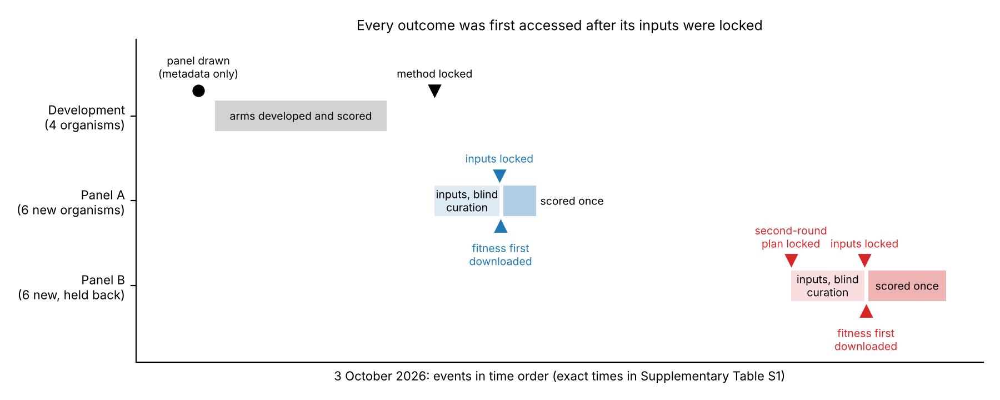 Every outcome was first accessed after its inputs were locked
panel drawn
(metadata only)
method locked
Development
(4 organisms)
arms developed and scored
inputs locked
Panel A
(6 new organisms)
inputs, blind
curation
scored once
fitness first
downloaded
second-round
plan locked
inputs locked
Panel B
(6 new, held back)
inputs, blind
curation
scored once
fitness first
downloaded
3 October 2026: events in time order (exact times in Supplementary Table S1)